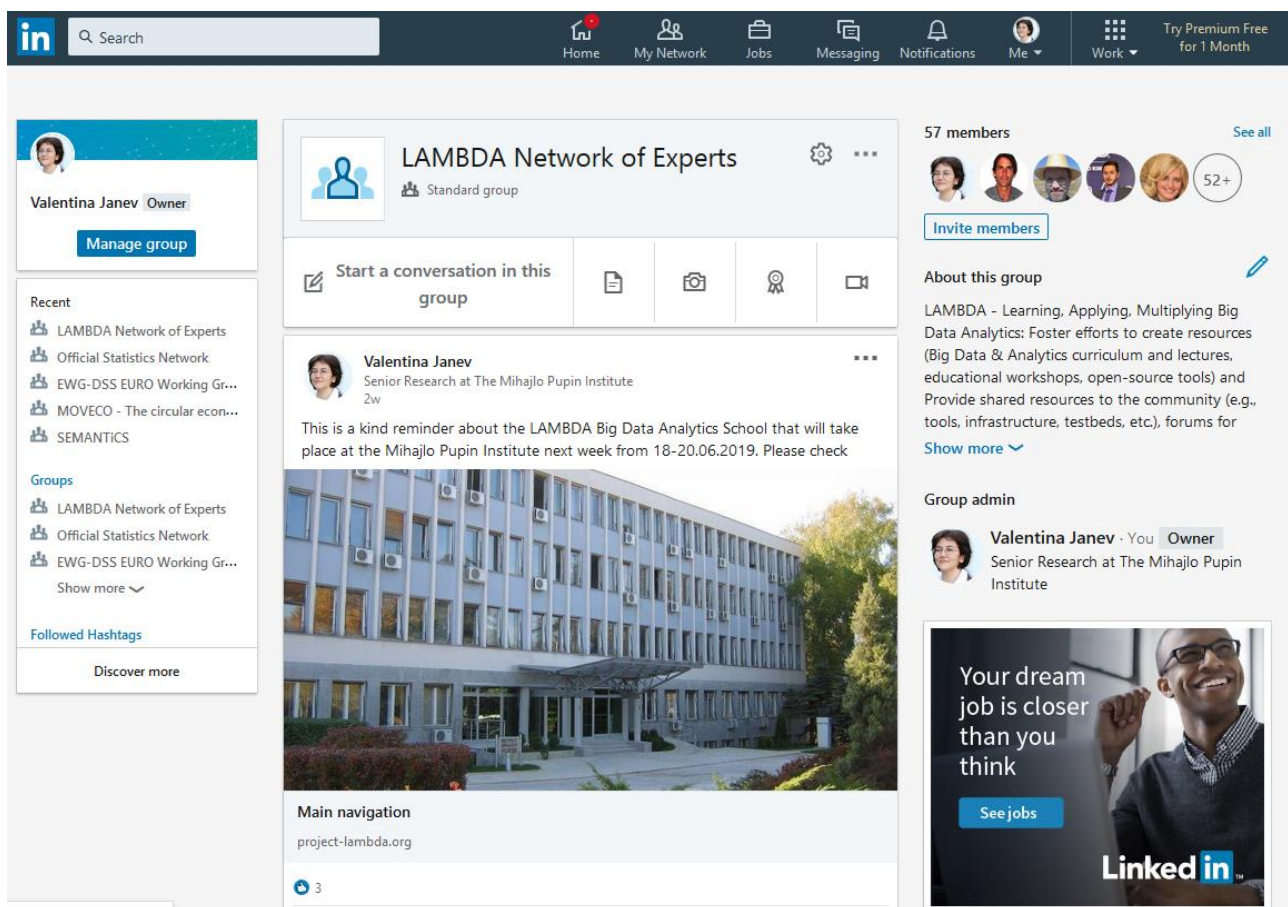 in
Search
Home
My Network
Jobs
Messaging
Notifications
Me
Work
Try Premium Free
for 1 Month
Valentina Janev Owner
Manage group
Recent
LAMBDA Network of Experts
Official Statistics Network
EWG-DSS EURO Working Gr...
MOVECO - The circular econ...
SEMANTiCS
Groups
LAMBDA Network of Experts
Official Statistics Network
EWG-DSS EURO Working Gr...
Show more
Followed Hashtags
Discover more
LAMBDA Network of Experts
Standard group
Start a conversation in this
group
Valentina Janev
Senior Research at The Mihajlo Pupin Institute
2w
This is a kind reminder about the LAMBDA Big Data Analytics School that will take
place at the Mihajlo Pupin Institute next week from 18-20.06.2019. Please check
Main navigation
project-lambda.org
3
57 members
See all
52+
Invite members
About this group
LAMBDA - Learning, Applying, Multiplying Big
Data Analytics: Foster efforts to create resources
(Big Data & Analytics curriculum and lectures,
educational workshops, open-source tools) and
Provide shared resources to the community (e.g.,
tools, infrastructure, testbeds, etc.), forums for
Show more
Group admin
Valentina Janev · You Owner
Senior Research at The Mihajlo Pupin
Institute
Your dream
job is closer
than you
think
See jobs
Linked in